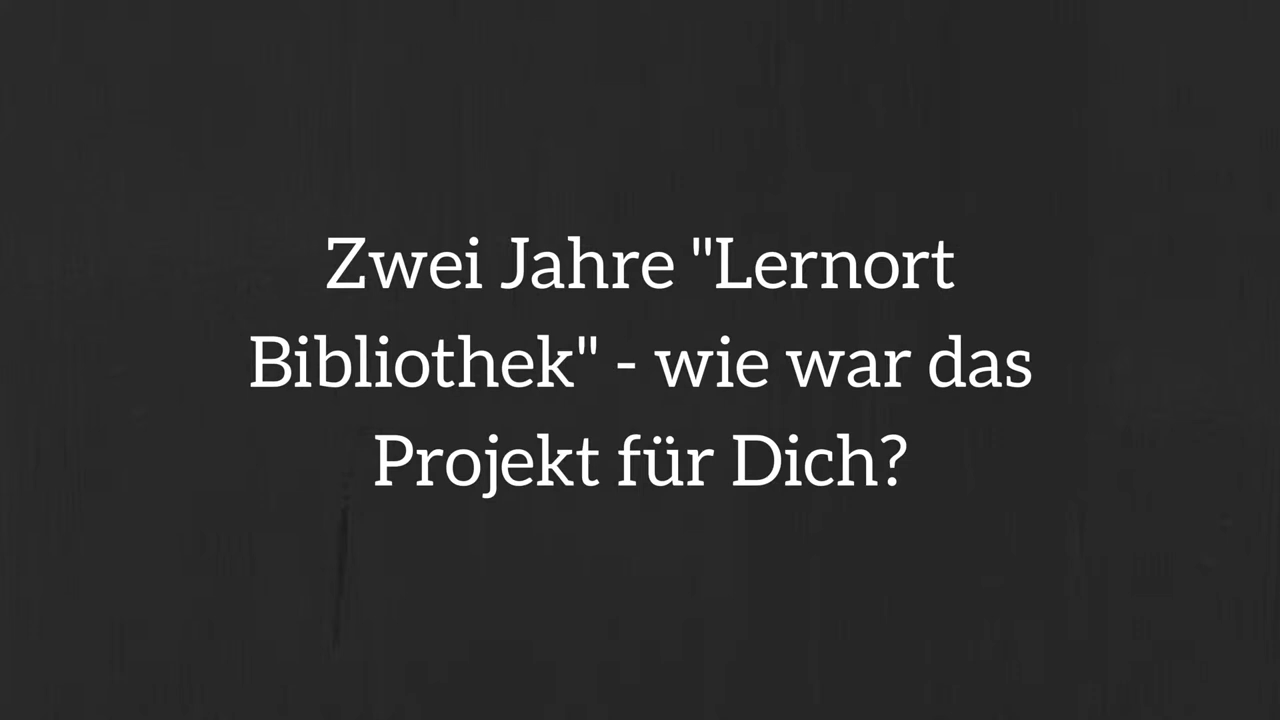 Zwei Jahre "Lernort
Bibliothek" - wie war das
Projekt für Dich?